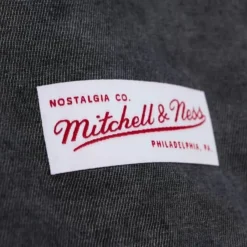 NOSTALGIA CO.
Mitchell & Ness
PHILADELPHIA, PA.